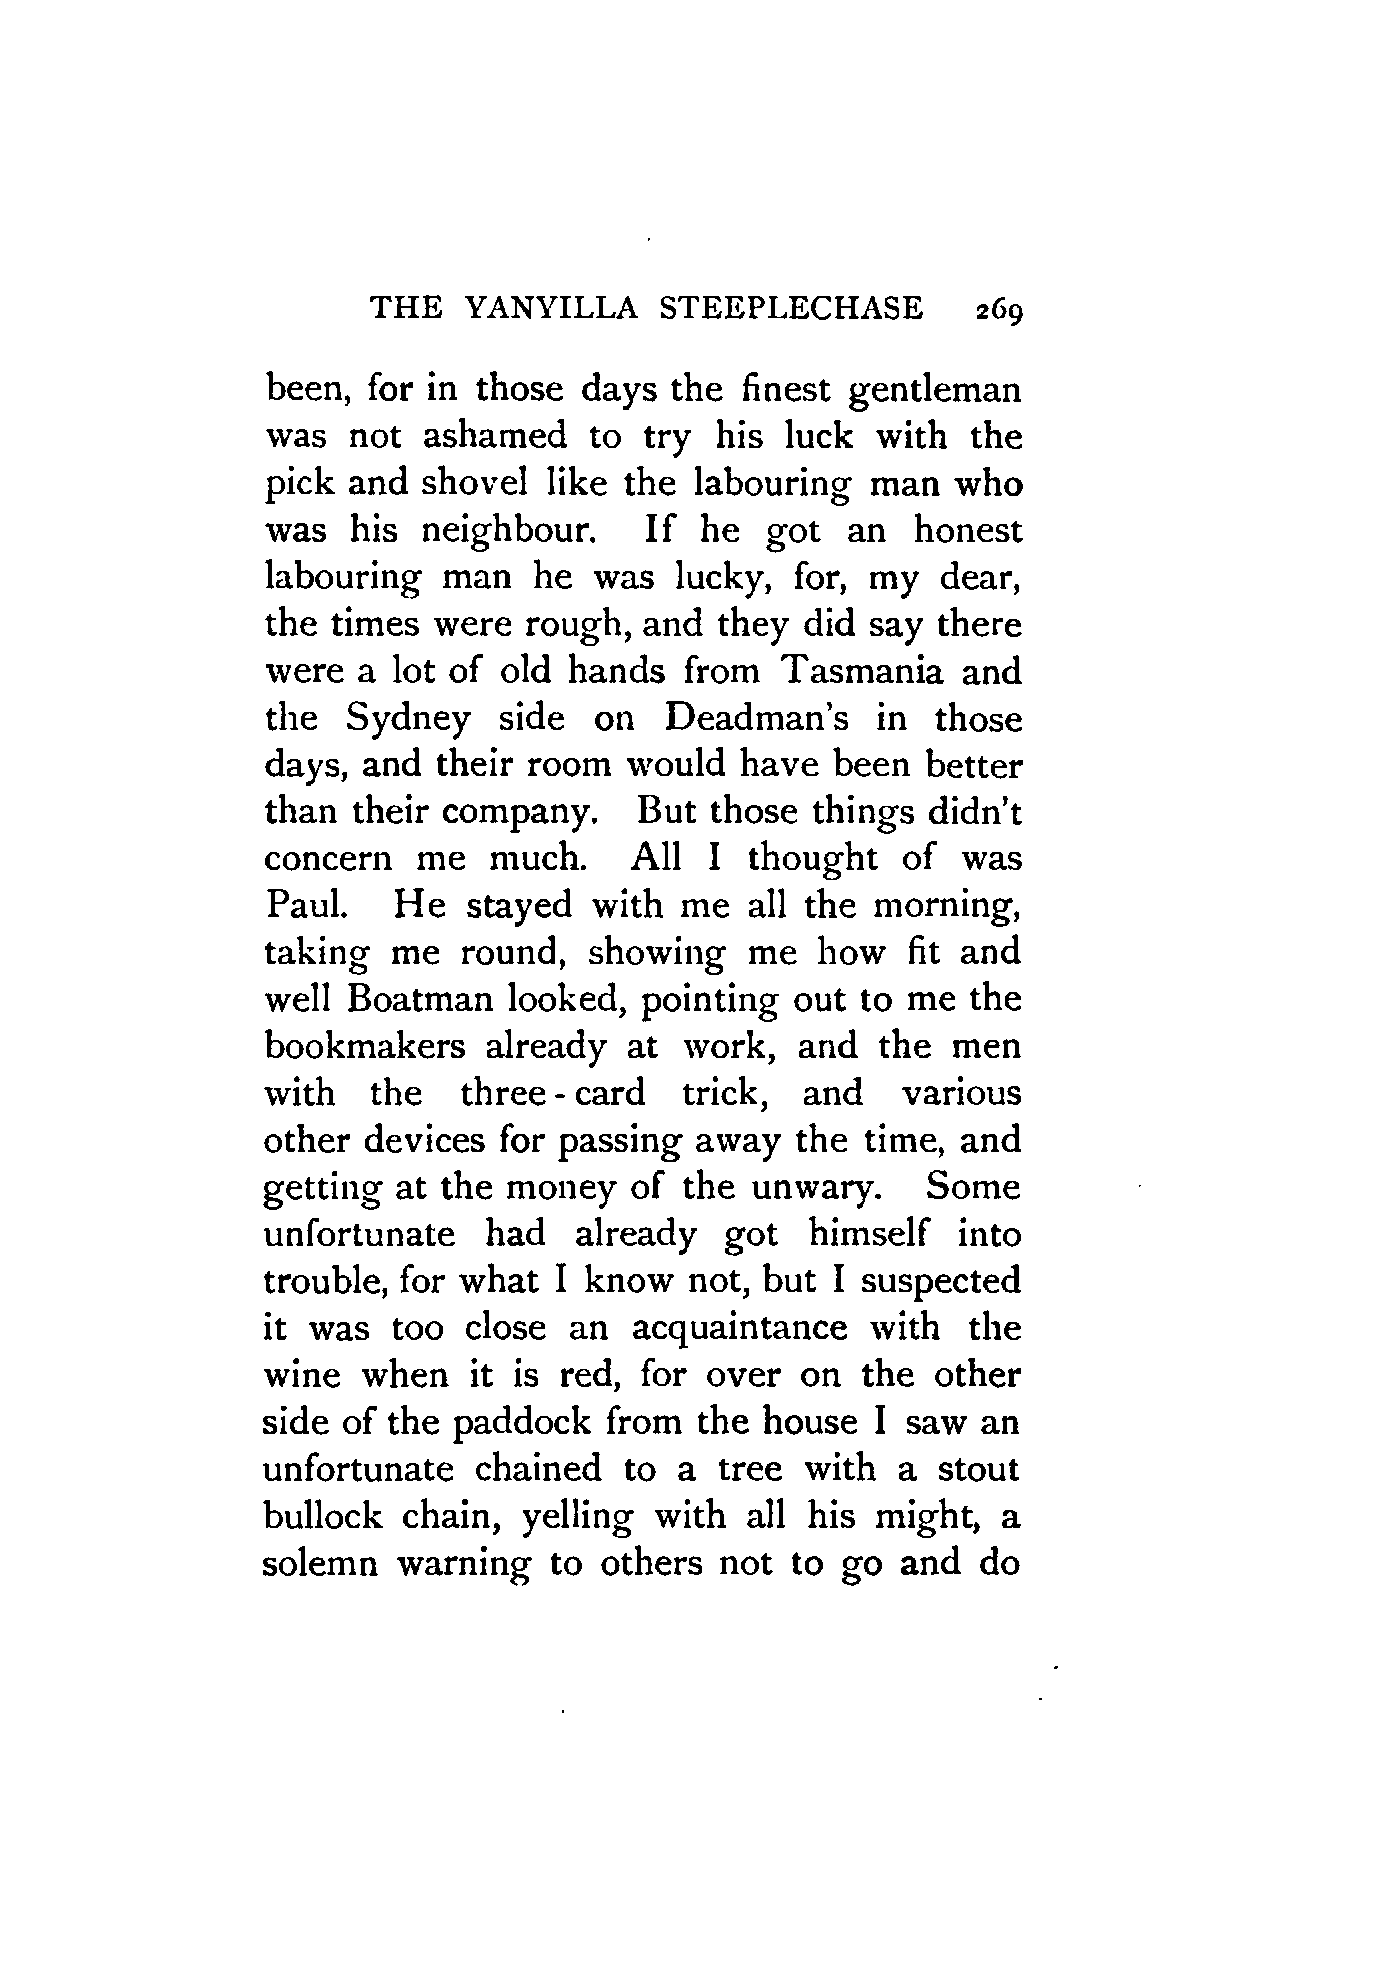 THE YANYILLA STEEPLECHASE 269
been, for in those days the finest gentleman
was not ashamed to try his luck with the
pick and shovel like the labouring man who
was his neighbour. If he got an honest
labouring man he was lucky, for, my dear,
the times were rough, and they did say there
were a lot of old hands from Tasmania and
the Sydney side on Deadman's in those
days, and their room would have been better
than their company. But those things didn't
concern me much. All I thought of was
Paul. He stayed with me all the morning,
taking me round, showing me how fit and
well Boatman looked, pointing out to me the
bookmakers already at work, and the men
with the three-card trick, and various
other devices for passing away the time, and
getting at the money of the unwary. Some
unfortunate had already got himself into
trouble, for what I know not, but I suspected
it was too close an acquaintance with the
wine when it is red, for over on the other
side of the paddock from the house I saw an
unfortunate chained to a tree with a stout
bullock chain, yelling with all his might, a
solemn warning to others not to go and do